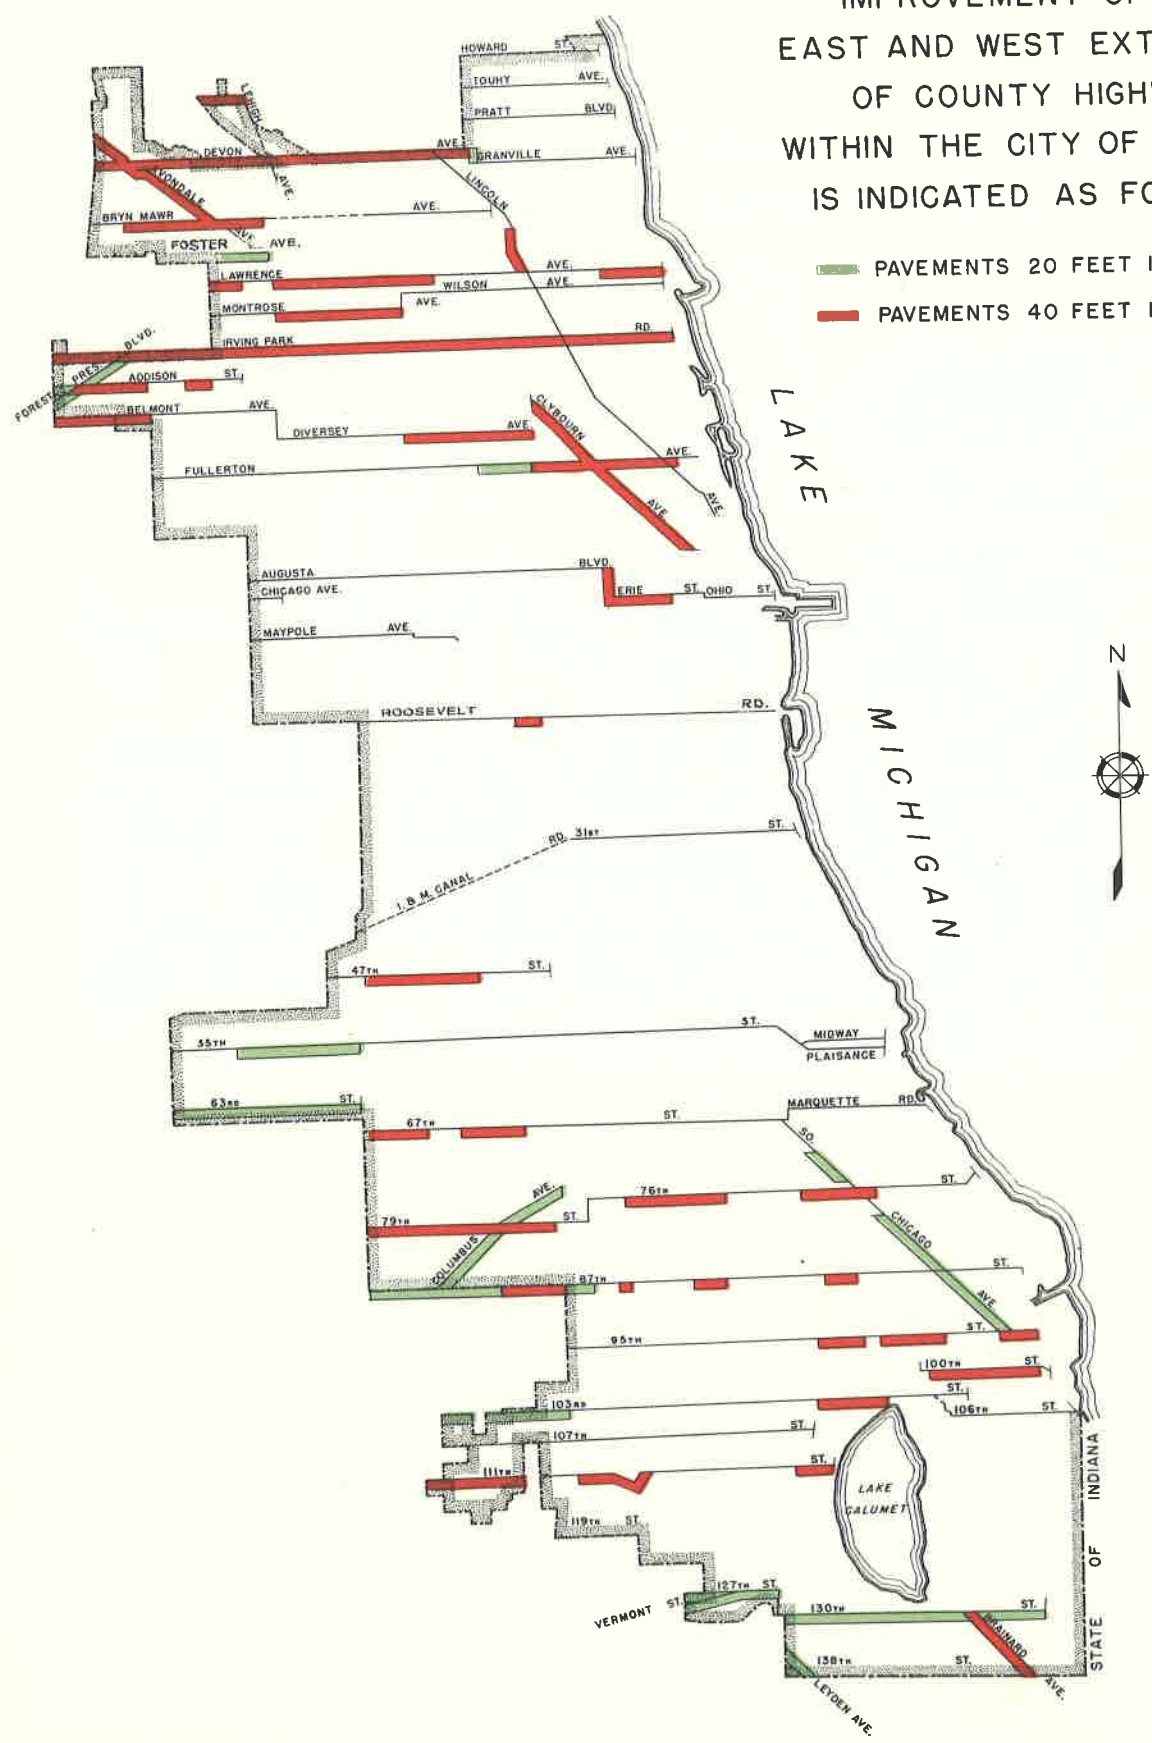 EAST AND WEST EXT
OF COUNTY HIGH
WITHIN THE CITY OF
IS INDICATED AS FO
PAVEMENTS 20 FEET
PAVEMENTS 40 FEET
HOWARD ST.
TOUHY AVE.
PRATT BLVD.
LEHIGH AVE.
DEVON AVE.
GRANVILLE AVE.
AVONDALE AVE.
LINCOLN AVE.
BRYN MAWR AVE.
FOSTER AVE.
LAWRENCE AVE.
WILSON AVE.
MONTROSE AVE.
IRVING PARK RD.
FOREST PRES. BLVD.
ADDISON ST.
BELMONT AVE.
DIVERSEY AVE.
CLYBOURN AVE.
FULLERTON AVE.
LAKE
MICHIGAN
N
AUGUSTA BLVD.
CHICAGO AVE.
ERIE ST. OHIO ST.
MAYPOLE AVE.
ROOSEVELT RD.
I. & M. CANAL RD. 31ST ST.
47TH ST.
55TH ST.
MIDWAY
PLAISANCE
63RD ST.
67TH ST.
MARQUETTE RD.
SO. CHICAGO AVE.
76TH ST.
79TH ST.
COLUMBUS AVE.
87TH ST.
95TH ST.
100TH ST.
103RD ST.
106TH ST.
107TH ST.
111TH ST.
LAKE
CALUMET
119TH ST.
127TH ST.
VERMONT ST.
130TH ST.
BRAINARD AVE.
138TH ST.
LEYDEN AVE.
STATE OF INDIANA